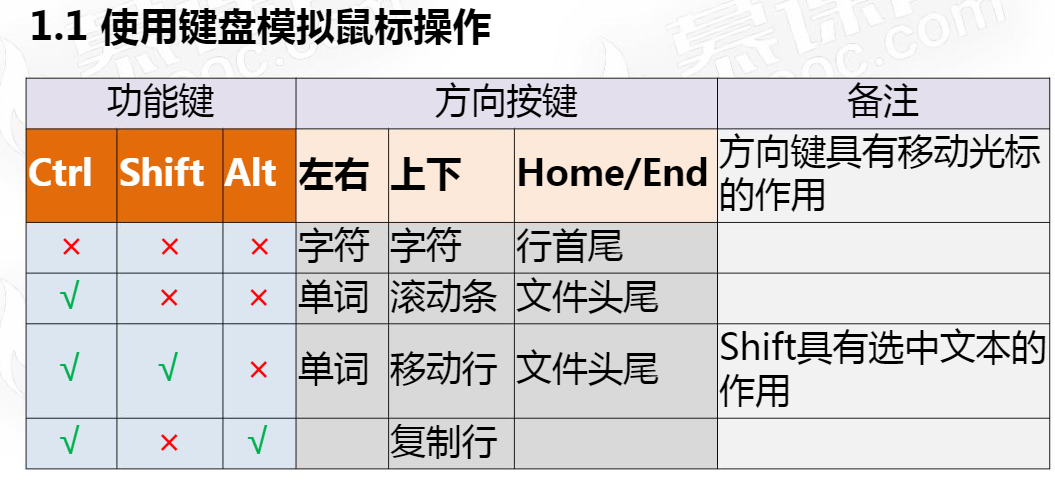 1.1 使用键盘模拟鼠标操作
功能键 方向按键 备注
Ctrl Shift Alt 左右 上下 Home/End 方向键具有移动光标
的作用
× × × 字符 字符 行首尾
√ × × 单词 滚动条 文件头尾
√ √ × 单词 移动行 文件头尾 Shift具有选中文本的
作用
√ × √ 复制行